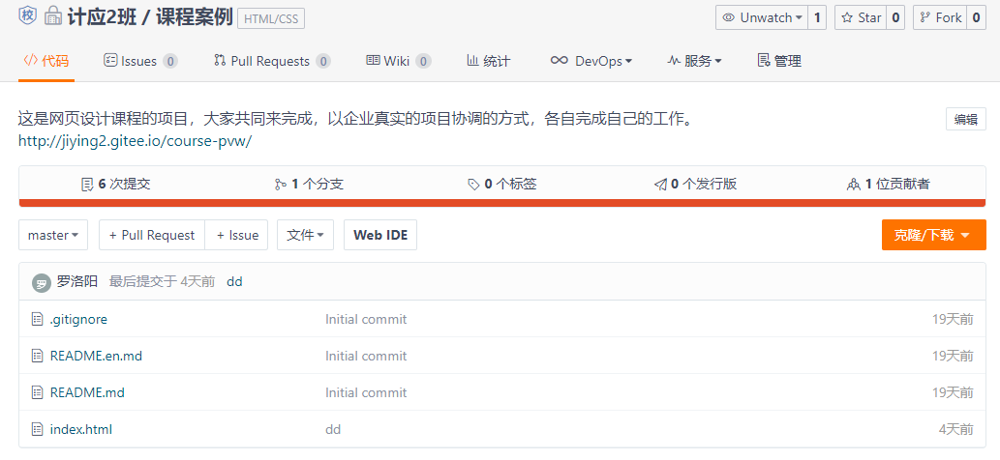 校 计应2班 / 课程案例 HTML/CSS Unwatch 1 Star 0 Fork 0
代码 Issues 0 Pull Requests 0 Wiki 0 统计 DevOps 服务 管理
这是网页设计课程的项目，大家共同来完成，以企业真实的项目协调的方式，各自完成自己的工作。 编辑
http://jiying2.gitee.io/course-pvw/
6 次提交 1 个分支 0 个标签 0 个发行版 1 位贡献者
master + Pull Request + Issue 文件 Web IDE 克隆/下载
罗 罗洛阳 最后提交于 4天前 dd
.gitignore Initial commit 19天前
README.en.md Initial commit 19天前
README.md Initial commit 19天前
index.html dd 4天前